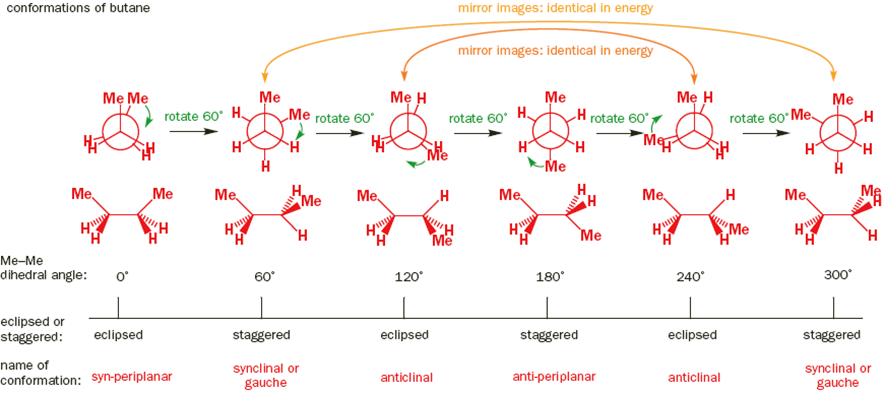 conformations of butane
mirror images: identical in energy
mirror images: identical in energy
Me Me
H H H H
rotate 60°
Me
H Me
H H
H
rotate 60°
Me H
H H
Me
rotate 60°
Me
H H
H H
Me
rotate 60°
Me H
Me H
H H
rotate 60°
Me
Me H
H H
H
Me Me
H H H H
Me H Me
H H H
Me H
H H H Me
Me H H
H H Me
Me H
H H H Me
Me Me H
H H H
Me–Me
dihedral angle: 0° 60° 120° 180° 240° 300°
eclipsed or
staggered: eclipsed staggered eclipsed staggered eclipsed staggered
name of
conformation: syn-periplanar synclinal or gauche anticlinal anti-periplanar anticlinal synclinal or gauche